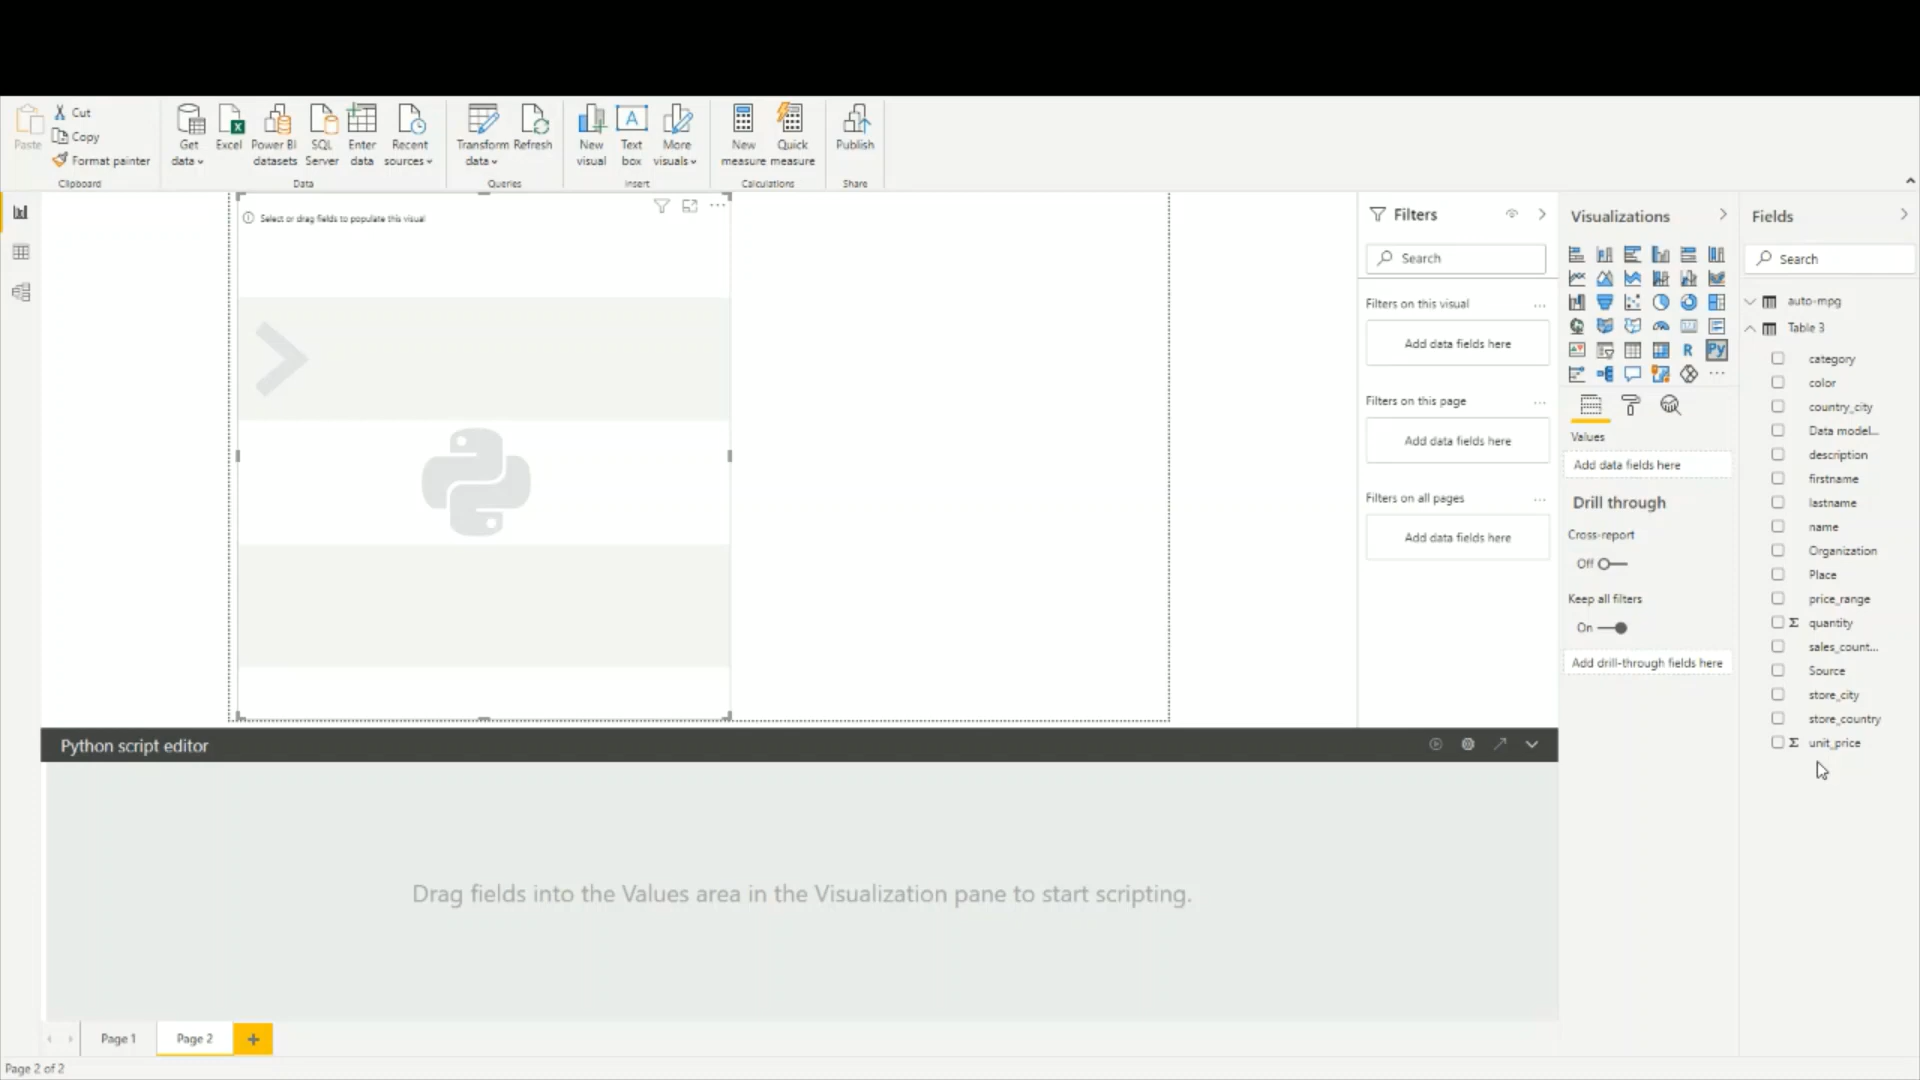 Paste
Cut
Copy
Format painter
Clipboard
Get data
Excel
Power BI datasets
SQL Server
Enter data
Recent sources
Data
Transform data
Refresh
Queries
New visual
Text box
More visuals
Insert
New measure
Quick measure
Calculations
Publish
Share
Select or drag fields to populate this visual
Filters
Search
Filters on this visual
...
Add data fields here
Filters on this page
...
Add data fields here
Filters on all pages
...
Add data fields here
Visualizations
R
Py
...
Values
Add data fields here
Drill through
Cross-report
Off
Keep all filters
On
Add drill-through fields here
Fields
Search
auto-mpg
Table 3
category
color
country_city
Data model...
description
firstname
lastname
name
Organization
Place
price_range
Σ quantity
sales_count...
Source
store_city
store_country
Σ unit_price
Python script editor
Drag fields into the Values area in the Visualization pane to start scripting.
Page 1
Page 2
+
Page 2 of 2